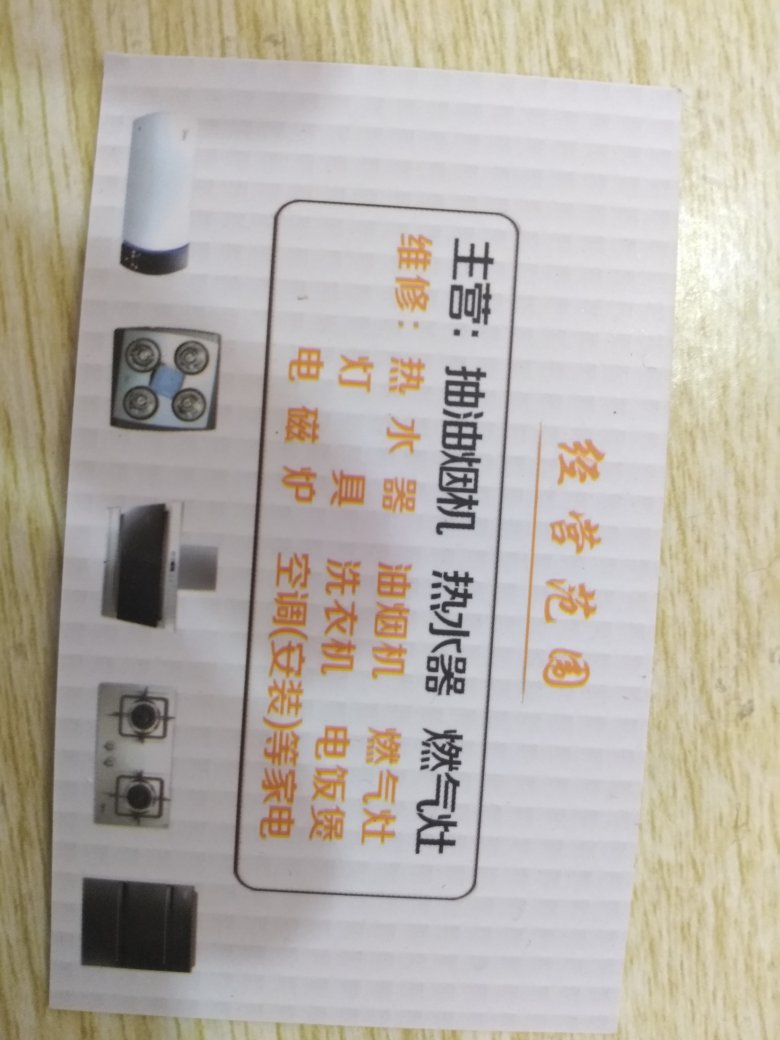 经营范围
主营：抽油烟机 热水器 燃气灶
维修：热水器 油烟机 燃气灶
灯具 洗衣机 电饭煲
电磁炉 空调(安装)等家电